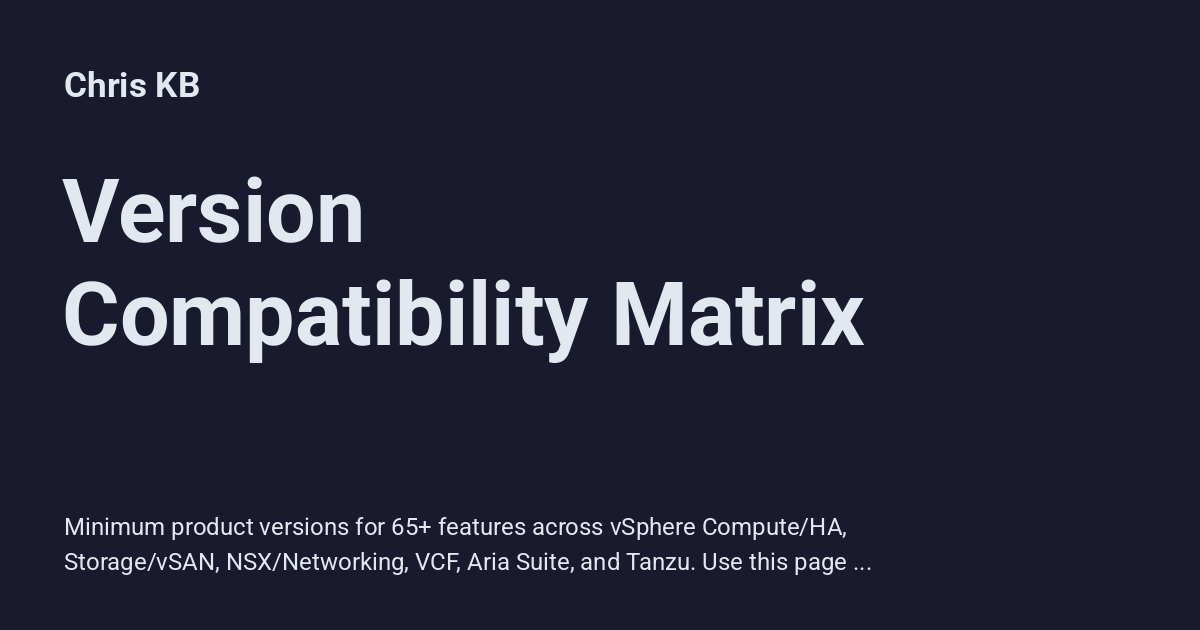 Chris KB
Version
Compatibility Matrix
Minimum product versions for 65+ features across vSphere Compute/HA,
Storage/vSAN, NSX/Networking, VCF, Aria Suite, and Tanzu. Use this page ...